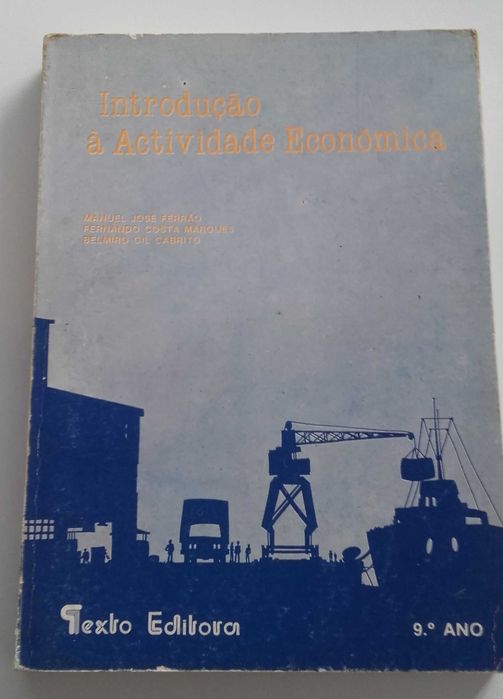 Introdução
à Actividade Económica
MANUEL JOSÉ FERRÃO
FERNANDO COSTA MARQUES
BELMIRO GIL CABRITO
Texto Editora
9.º ANO